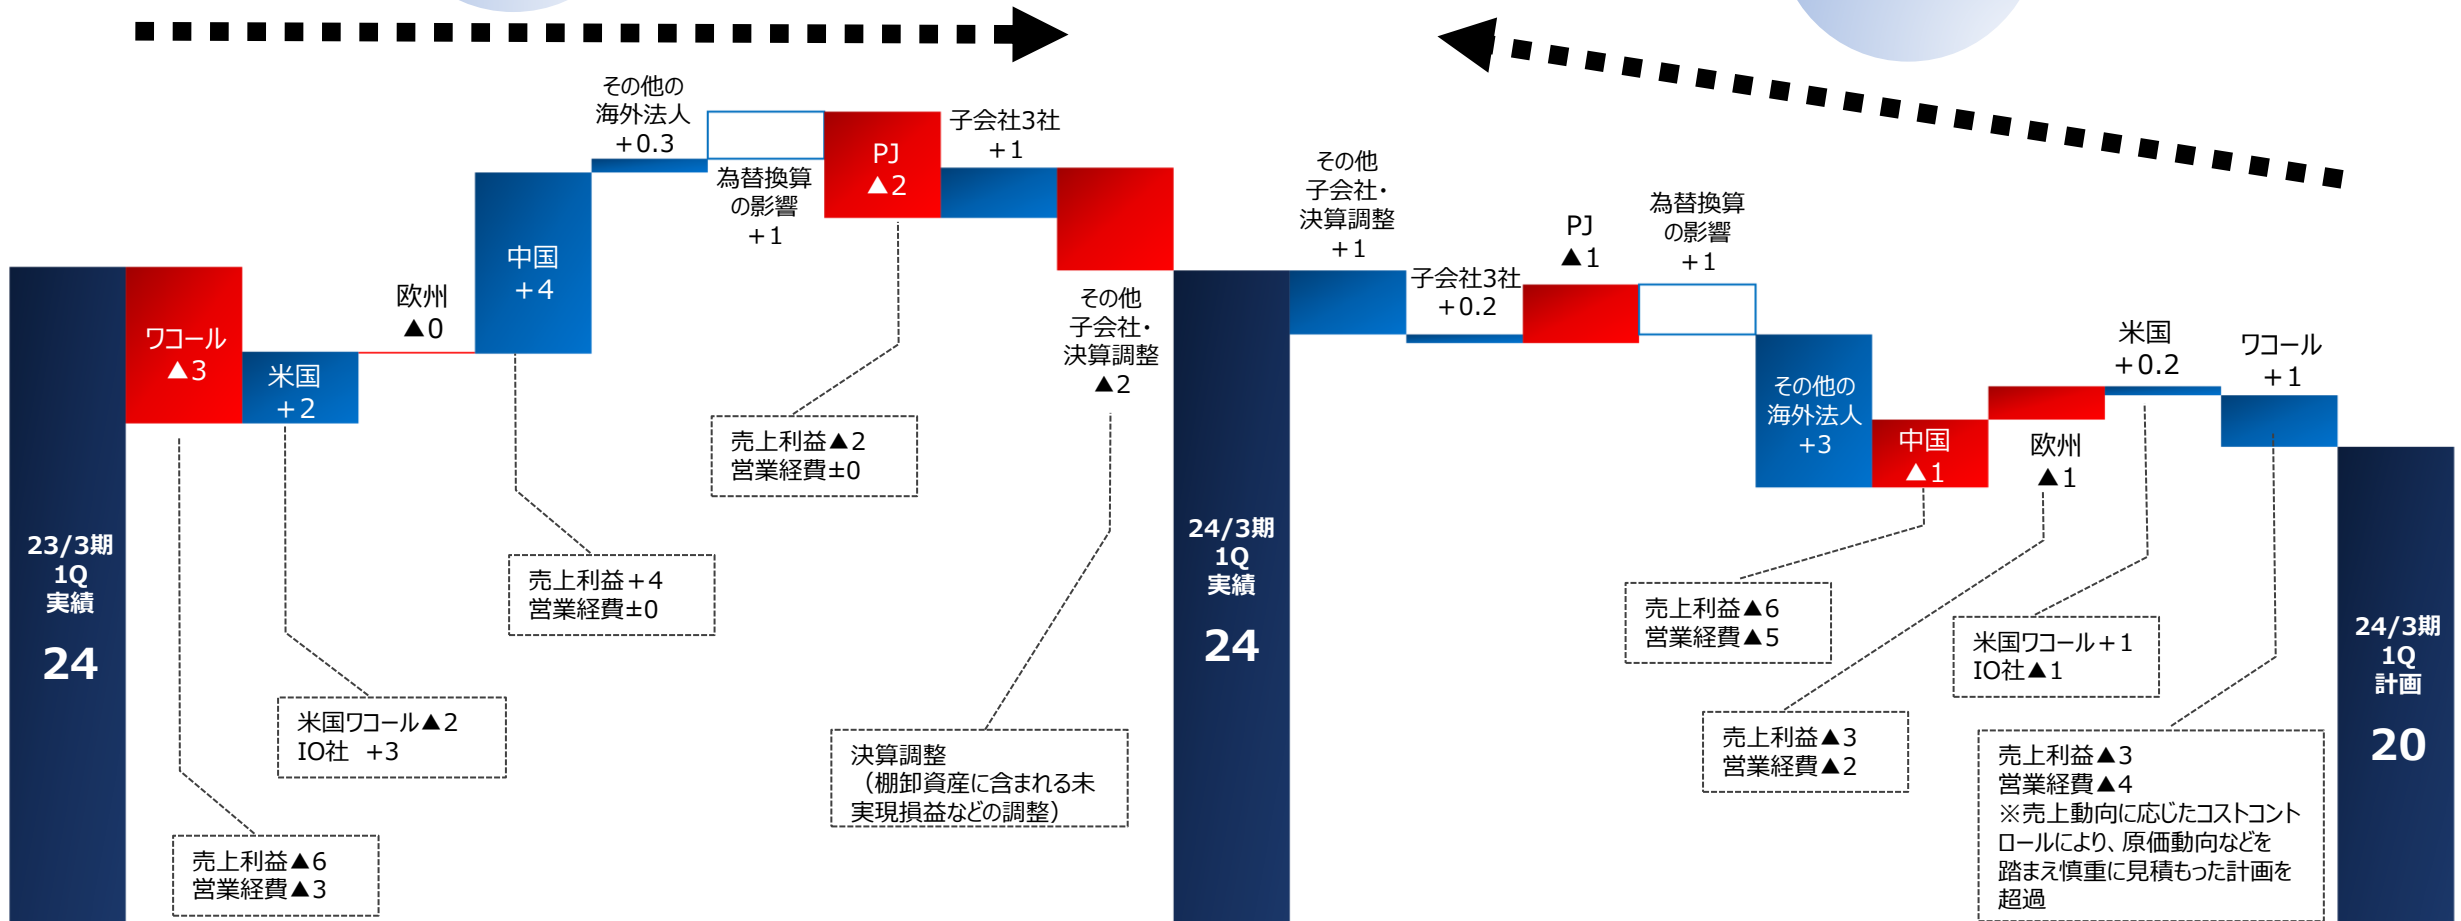 23/3期
1Q
実績
24
ワコール
▲3
米国
+2
欧州
▲0
中国
+4
その他の
海外法人
+0.3
為替換算
の影響
+1
PJ
▲2
子会社3社
+1
その他
子会社・
決算調整
▲2
売上利益▲6
営業経費▲3
米国ワコール▲2
IO社 +3
売上利益+4
営業経費±0
売上利益▲2
営業経費±0
決算調整
（棚卸資産に含まれる未
実現損益などの調整）
24/3期
1Q
実績
24
その他
子会社・
決算調整
+1
子会社3社
+0.2
PJ
▲1
為替換算
の影響
+1
その他の
海外法人
+3
中国
▲1
欧州
▲1
米国
+0.2
ワコール
+1
売上利益▲6
営業経費▲5
売上利益▲3
営業経費▲2
米国ワコール+1
IO社▲1
売上利益▲3
営業経費▲4
※売上動向に応じたコストコント
ロールにより、原価動向などを
踏まえ慎重に見積もった計画を
超過
24/3期
1Q
計画
20